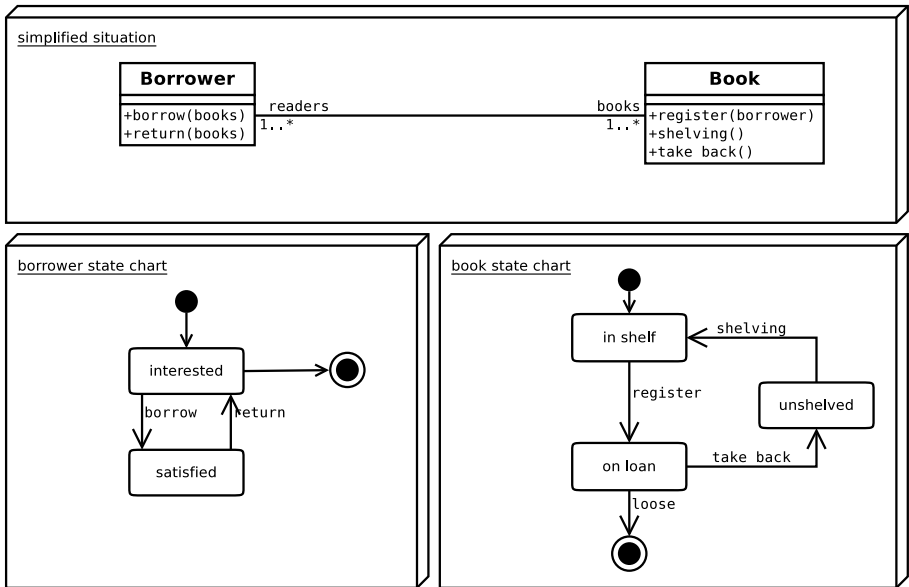 simplified situation
Borrower
+borrow(books)
+return(books)
readers
1..*
books
1..*
Book
+register(borrower)
+shelving()
+take back()
borrower state chart
interested
borrow
return
satisfied
book state chart
in shelf
shelving
register
unshelved
on loan
take back
loose